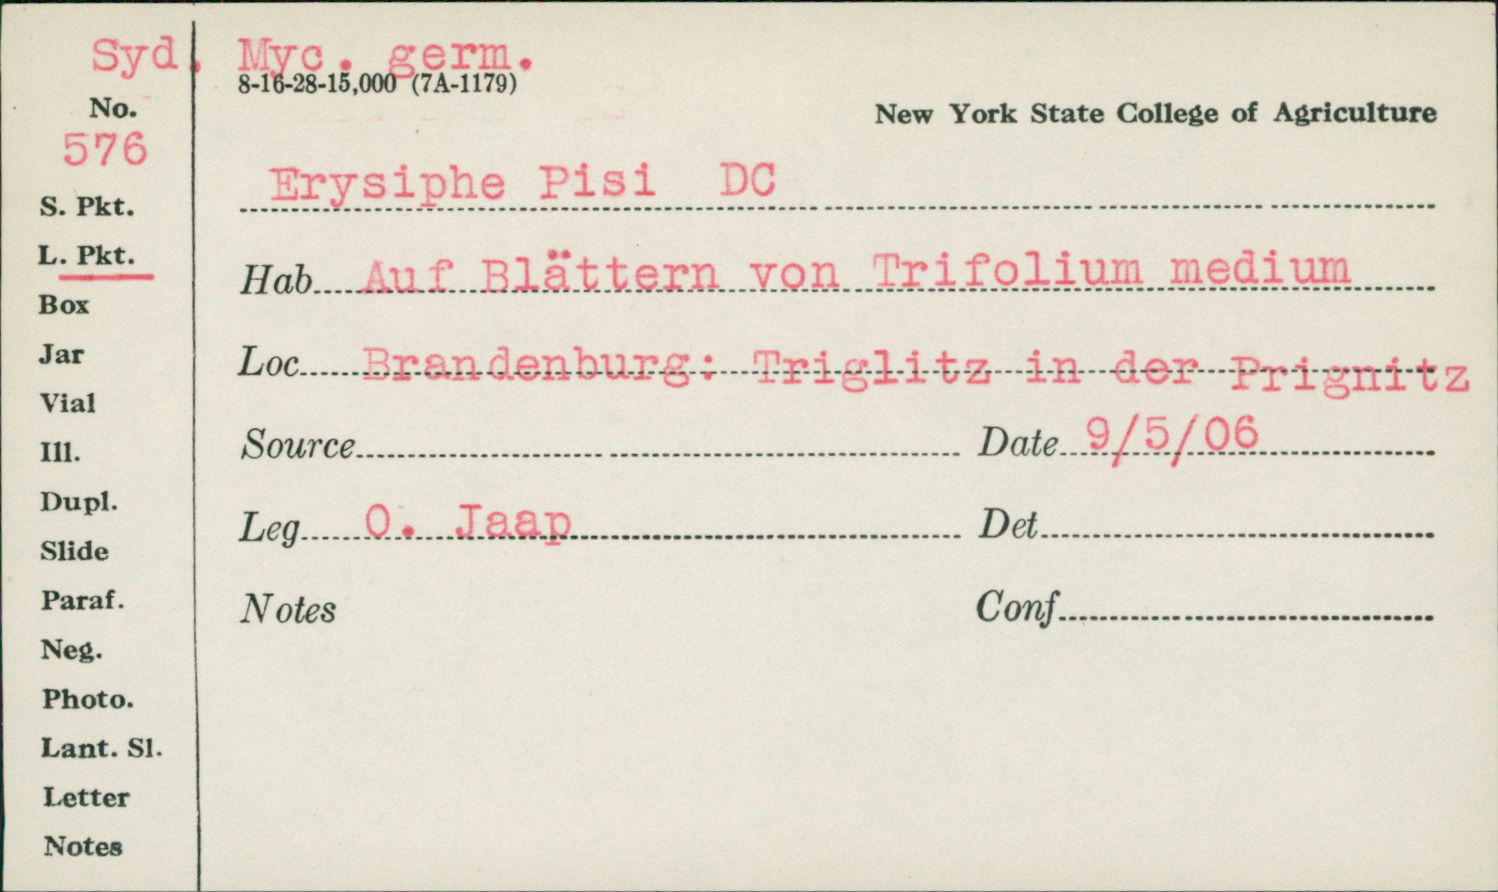 Syd. Myc. germ.
8-16-28-15,000 (7A-1179)
No.
New York State College of Agriculture
576
Erysiphe Pisi DC
S. Pkt.
L. Pkt.
Hab Auf Blättern von Trifolium medium
Box
Jar
Loc Brandenburg: Triglitz in der Prignitz
Vial
Source Date 9/5/06
Ill.
Dupl.
Leg O. Jaap Det
Slide
Paraf.
Notes Conf
Neg.
Photo.
Lant. Sl.
Letter
Notes